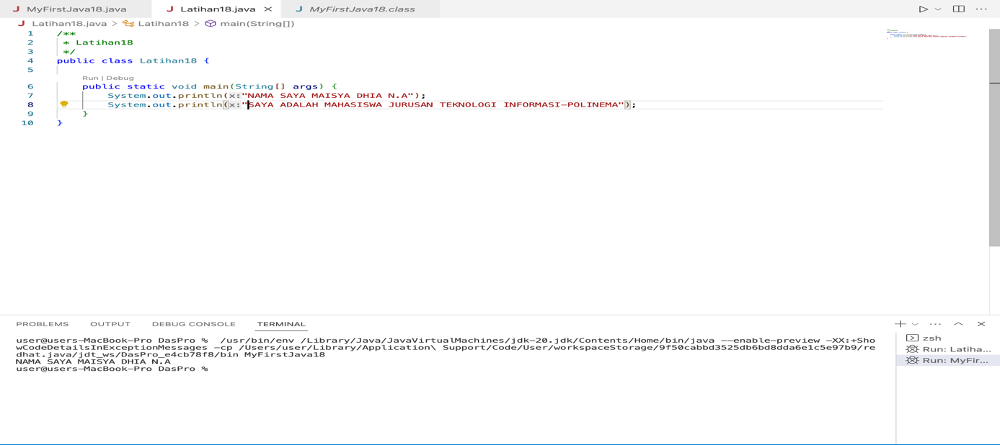 MyFirstJava18.java Latihan18.java MyFirstJava18.class
Latihan18.java > Latihan18 > main(String[])
1 /**
2 * Latihan18
3 */
4 public class Latihan18 {
5
Run | Debug
6 public static void main(String[] args) {
7 System.out.println(x:"NAMA SAYA MAISYA DHIA N.A");
8 System.out.println(x:"SAYA ADALAH MAHASISWA JURUSAN TEKNOLOGI INFORMASI-POLINEMA");
9 }
10 }
PROBLEMS OUTPUT DEBUG CONSOLE TERMINAL
user@users-MacBook-Pro DasPro % /usr/bin/env /Library/Java/JavaVirtualMachines/jdk-20.jdk/Contents/Home/bin/java --enable-preview -XX:+Sho
wCodeDetailsInExceptionMessages -cp /Users/user/Library/Application\ Support/Code/User/workspaceStorage/9f50cabbd3525db6bd8dda6e1c5e97b9/re
dhat.java/jdt_ws/DasPro_e4cb78f8/bin MyFirstJava18
NAMA SAYA MAISYA DHIA N.A
user@users-MacBook-Pro DasPro %
zsh
Run: Latiha...
Run: MyFir...